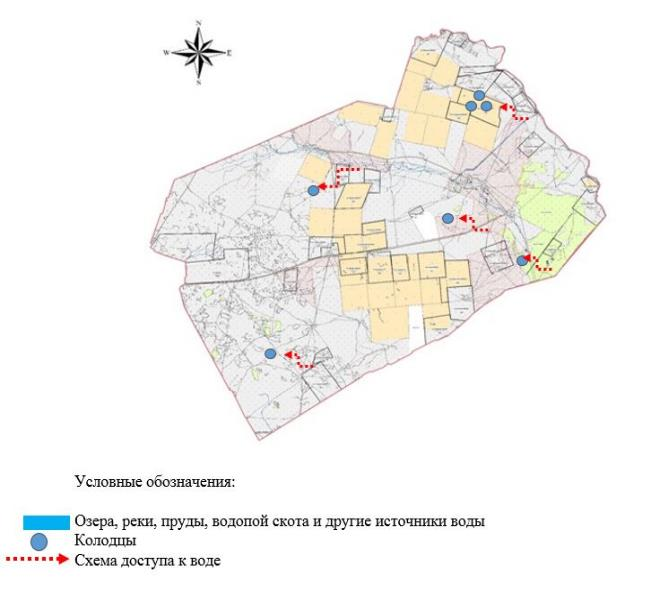 N
W E
S
Условные обозначения:
Озера, реки, пруды, водопой скота и другие источники воды
Колодцы
Схема доступа к воде